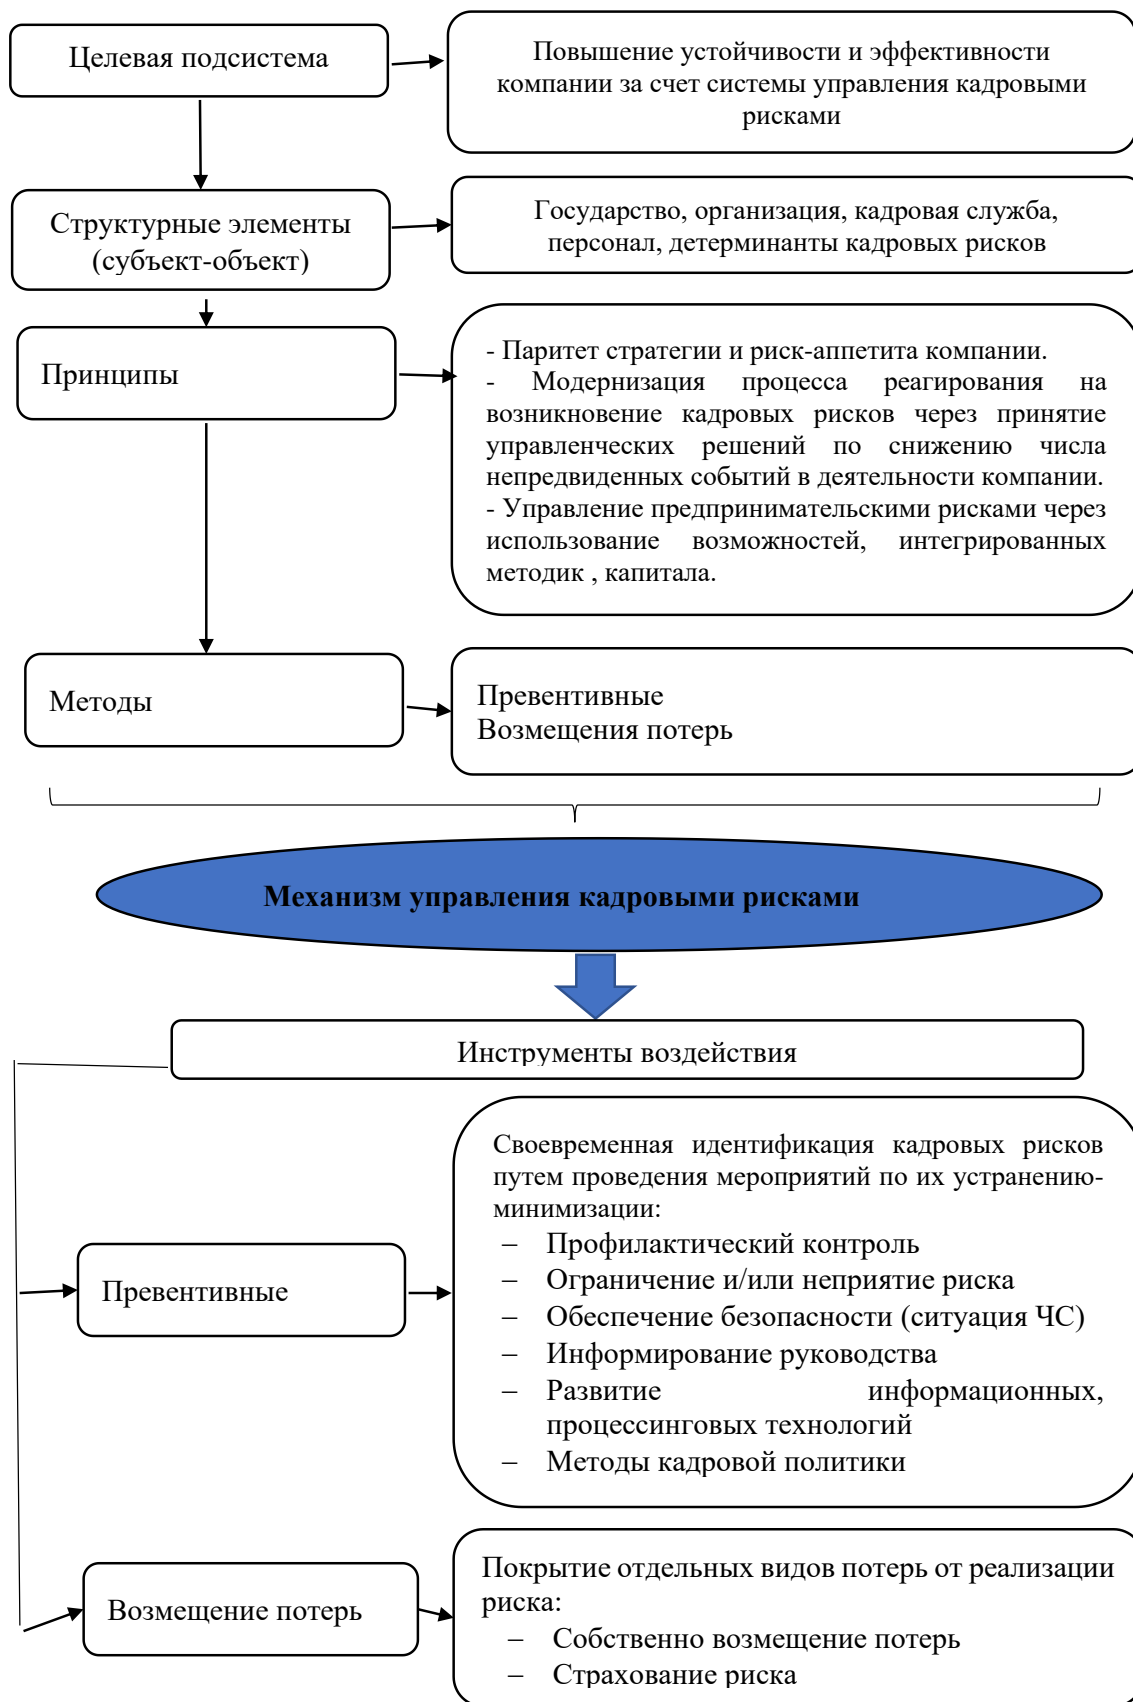 Целевая подсистема
Повышение устойчивости и эффективности
компании за счет системы управления кадровыми
рисками
Структурные элементы
(субъект-объект)
Государство, организация, кадровая служба,
персонал, детерминанты кадровых рисков
Принципы
- Паритет стратегии и риск-аппетита компании.
- Модернизация процесса реагирования на
возникновение кадровых рисков через принятие
управленческих решений по снижению числа
непредвиденных событий в деятельности компании.
- Управление предпринимательскими рисками через
использование возможностей, интегрированных
методик , капитала.
Методы
Превентивные
Возмещения потерь
Механизм управления кадровыми рисками
Инструменты воздействия
Превентивные
Своевременная идентификация кадровых рисков
путем проведения мероприятий по их устранению-
минимизации:
– Профилактический контроль
– Ограничение и/или неприятие риска
– Обеспечение безопасности (ситуация ЧС)
– Информирование руководства
– Развитие информационных,
процессинговых технологий
– Методы кадровой политики
Возмещение потерь
Покрытие отдельных видов потерь от реализации
риска:
– Собственно возмещение потерь
– Страхование риска